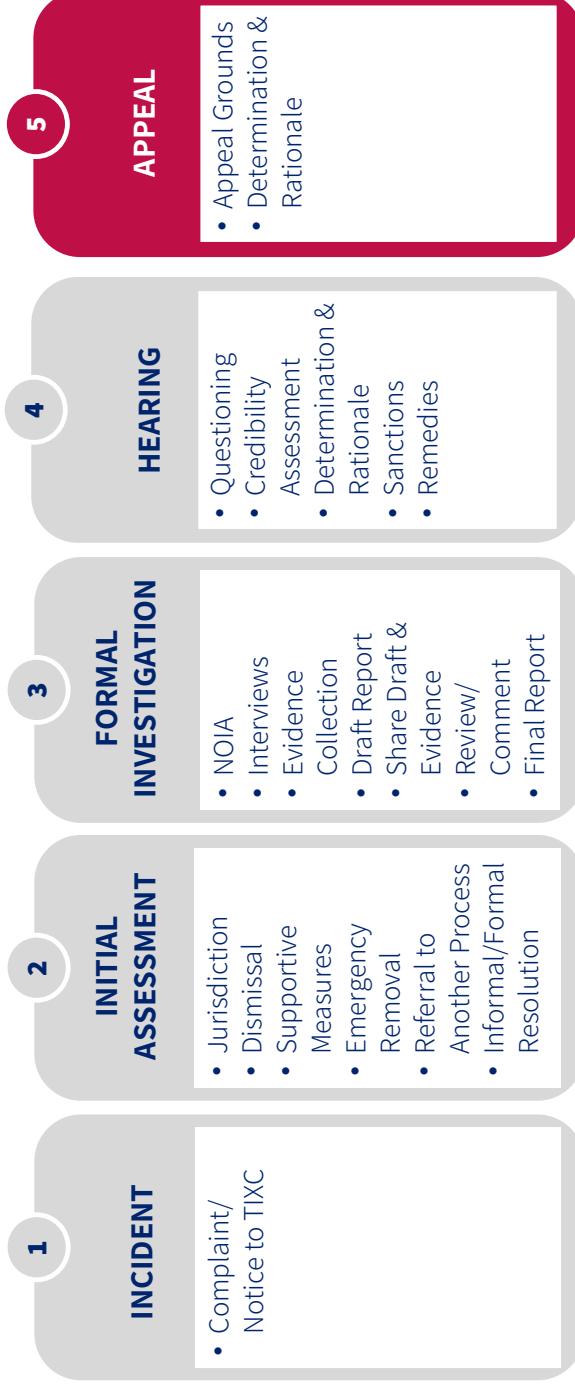 1
INCIDENT
• Complaint/
Notice to TIXC
2
INITIAL
ASSESSMENT
• Jurisdiction
• Dismissal
• Supportive
Measures
• Emergency
Removal
• Referral to
Another Process
• Informal/Formal
Resolution
3
FORMAL
INVESTIGATION
• NOIA
• Interviews
• Evidence
Collection
• Draft Report
• Share Draft &
Evidence
• Review/
Comment
• Final Report
4
HEARING
• Questioning
• Credibility
Assessment
• Determination &
Rationale
• Sanctions
• Remedies
5
APPEAL
• Appeal Grounds
• Determination &
Rationale